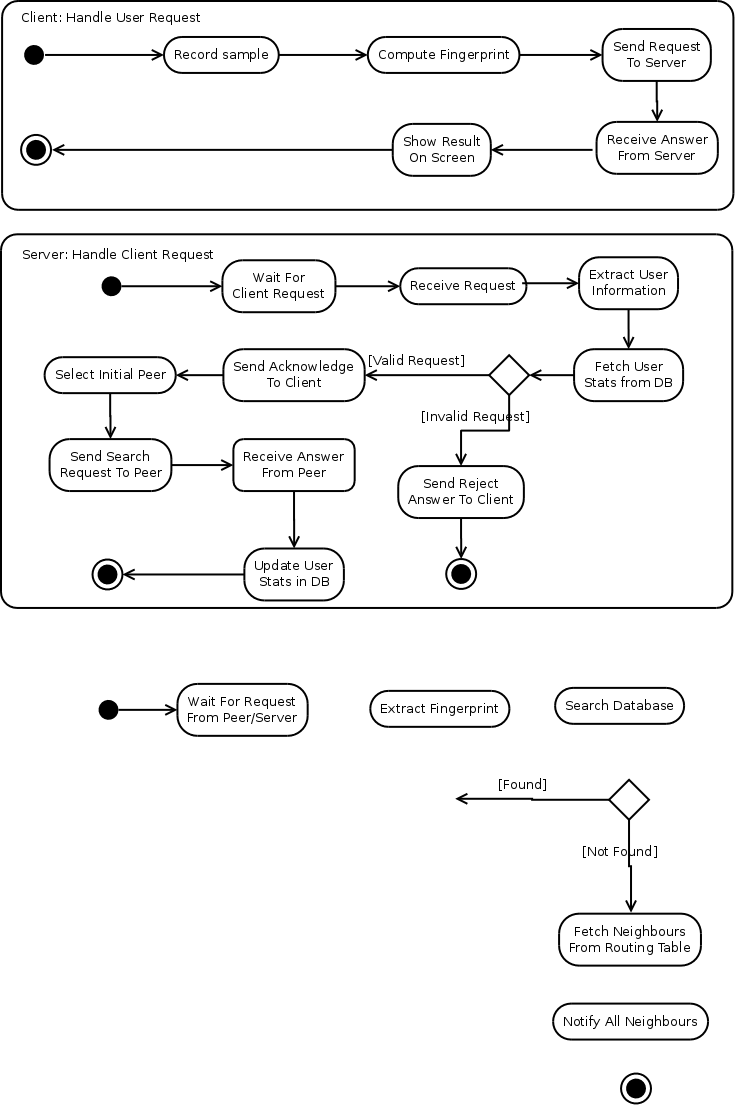 Client: Handle User Request
Record sample
Compute Fingerprint
Send Request
To Server
Receive Answer
From Server
Show Result
On Screen
Server: Handle Client Request
Wait For
Client Request
Receive Request
Extract User
Information
Fetch User
Stats from DB
[Valid Request]
[Invalid Request]
Send Acknowledge
To Client
Select Initial Peer
Send Search
Request To Peer
Receive Answer
From Peer
Send Reject
Answer To Client
Update User
Stats in DB
Wait For Request
From Peer/Server
Extract Fingerprint
Search Database
[Found]
[Not Found]
Fetch Neighbours
From Routing Table
Notify All Neighbours